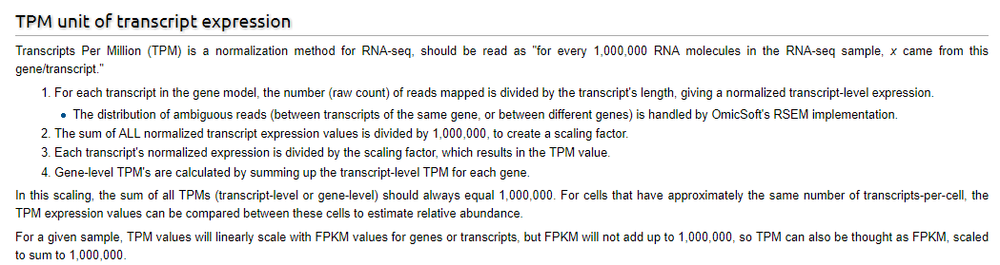 TPM unit of transcript expression
Transcripts Per Million (TPM) is a normalization method for RNA-seq, should be read as "for every 1,000,000 RNA molecules in the RNA-seq sample, x came from this
gene/transcript."
1. For each transcript in the gene model, the number (raw count) of reads mapped is divided by the transcript's length, giving a normalized transcript-level expression.
• The distribution of ambiguous reads (between transcripts of the same gene, or between different genes) is handled by OmicSoft's RSEM implementation.
2. The sum of ALL normalized transcript expression values is divided by 1,000,000, to create a scaling factor.
3. Each transcript's normalized expression is divided by the scaling factor, which results in the TPM value.
4. Gene-level TPM's are calculated by summing up the transcript-level TPM for each gene.
In this scaling, the sum of all TPMs (transcript-level or gene-level) should always equal 1,000,000. For cells that have approximately the same number of transcripts-per-cell, the
TPM expression values can be compared between these cells to estimate relative abundance.
For a given sample, TPM values will linearly scale with FPKM values for genes or transcripts, but FPKM will not add up to 1,000,000, so TPM can also be thought as FPKM, scaled
to sum to 1,000,000.